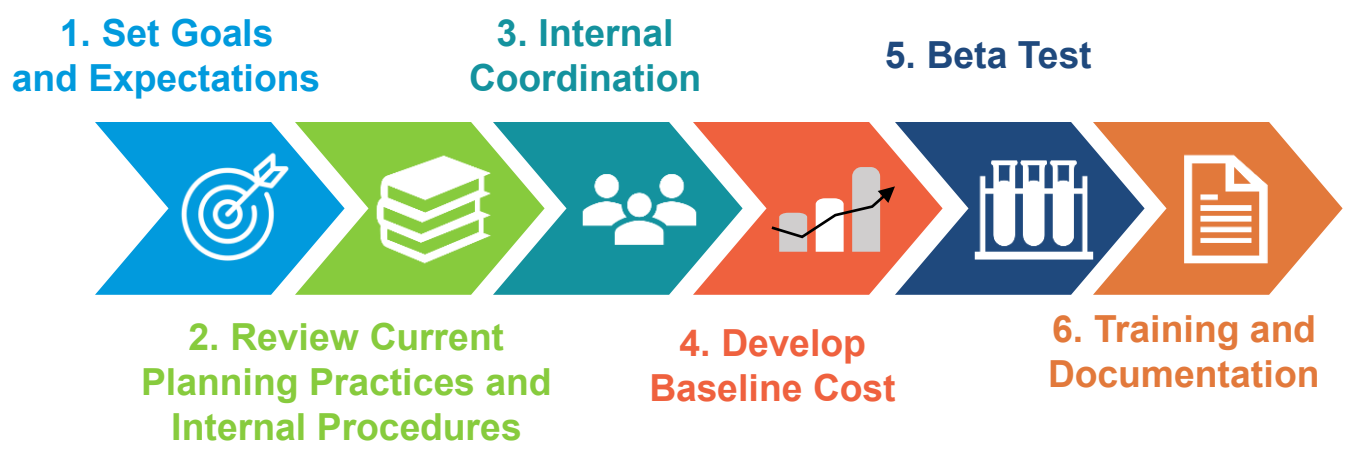 1. Set Goals
and Expectations
2. Review Current
Planning Practices and
Internal Procedures
3. Internal
Coordination
4. Develop
Baseline Cost
5. Beta Test
6. Training and
Documentation